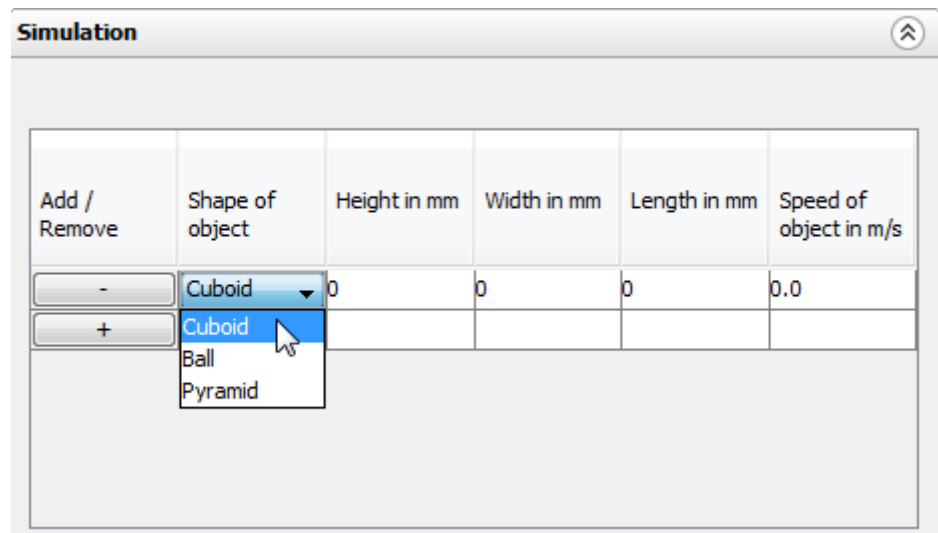 Simulation
Add / Remove
Shape of object
Height in mm
Width in mm
Length in mm
Speed of object in m/s
- Cuboid 0 0 0 0.0
+
Cuboid
Ball
Pyramid